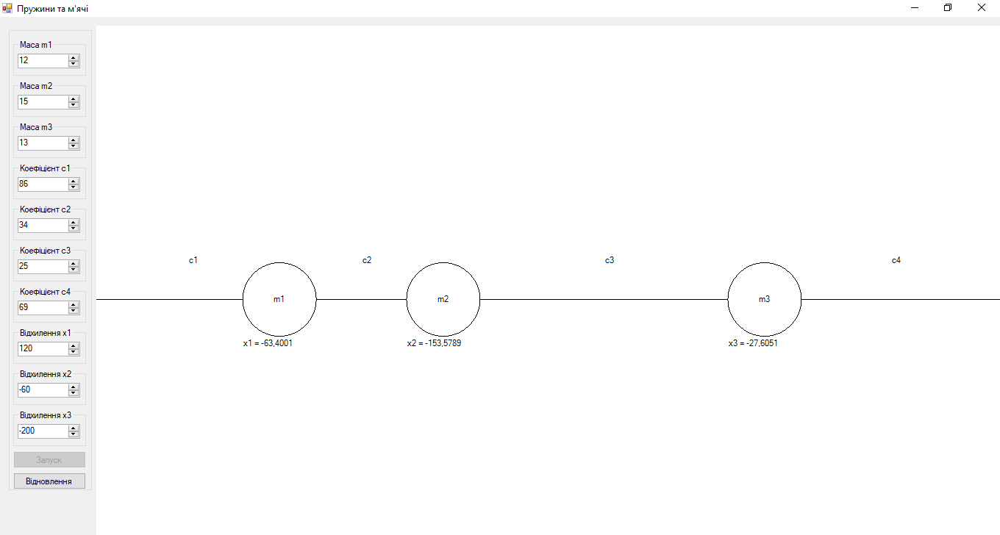 Пружини та м'ячі
Маса m1
12
Маса m2
15
Маса m3
13
Коефіцієнт c1
86
Коефіцієнт c2
34
Коефіцієнт c3
25
Коефіцієнт c4
69
Відхилення x1
120
Відхилення x2
-60
Відхилення x3
-200
Запуск
Відновлення
c1
c2
c3
c4
m1
m2
m3
x1 = -63,4001
x2 = -153,5789
x3 = -27,6051